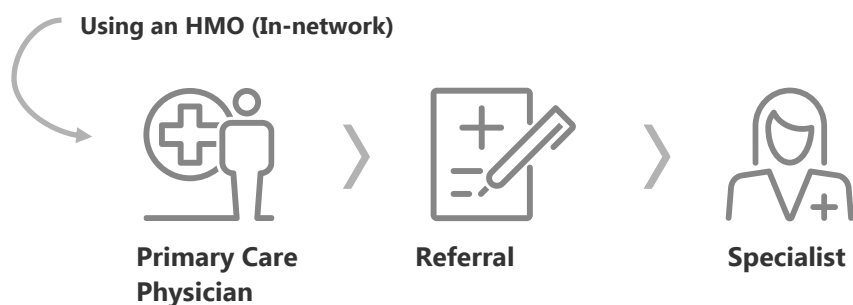 Using an HMO (In-network)
Primary Care
Physician
Referral
Specialist